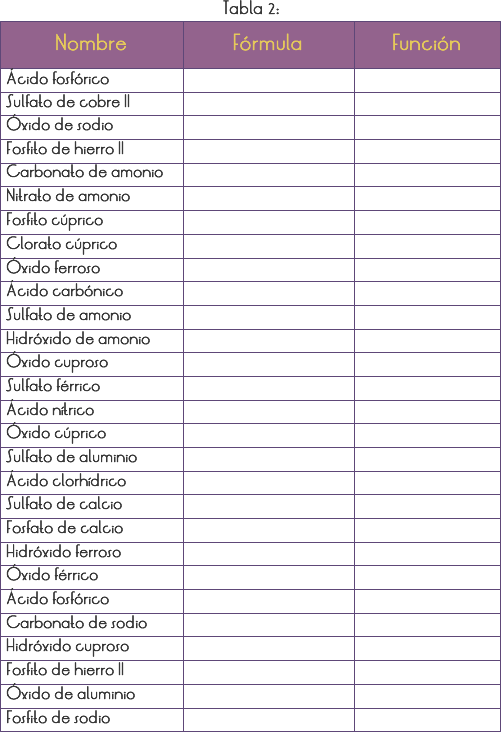 Tabla 2:
Nombre Fórmula Función
Ácido fosfórico
Sulfato de cobre II
Óxido de sodio
Fosfito de hierro II
Carbonato de amonio
Nitrato de amonio
Fosfito cúprico
Clorato cúprico
Óxido ferroso
Ácido carbónico
Sulfato de amonio
Hidróxido de amonio
Óxido cuproso
Sulfato férrico
Ácido nítrico
Óxido cúprico
Sulfato de aluminio
Ácido clorhídrico
Sulfato de calcio
Fosfato de calcio
Hidróxido ferroso
Óxido férrico
Ácido fosfórico
Carbonato de sodio
Hidróxido cuproso
Fosfito de hierro II
Óxido de aluminio
Fosfito de sodio